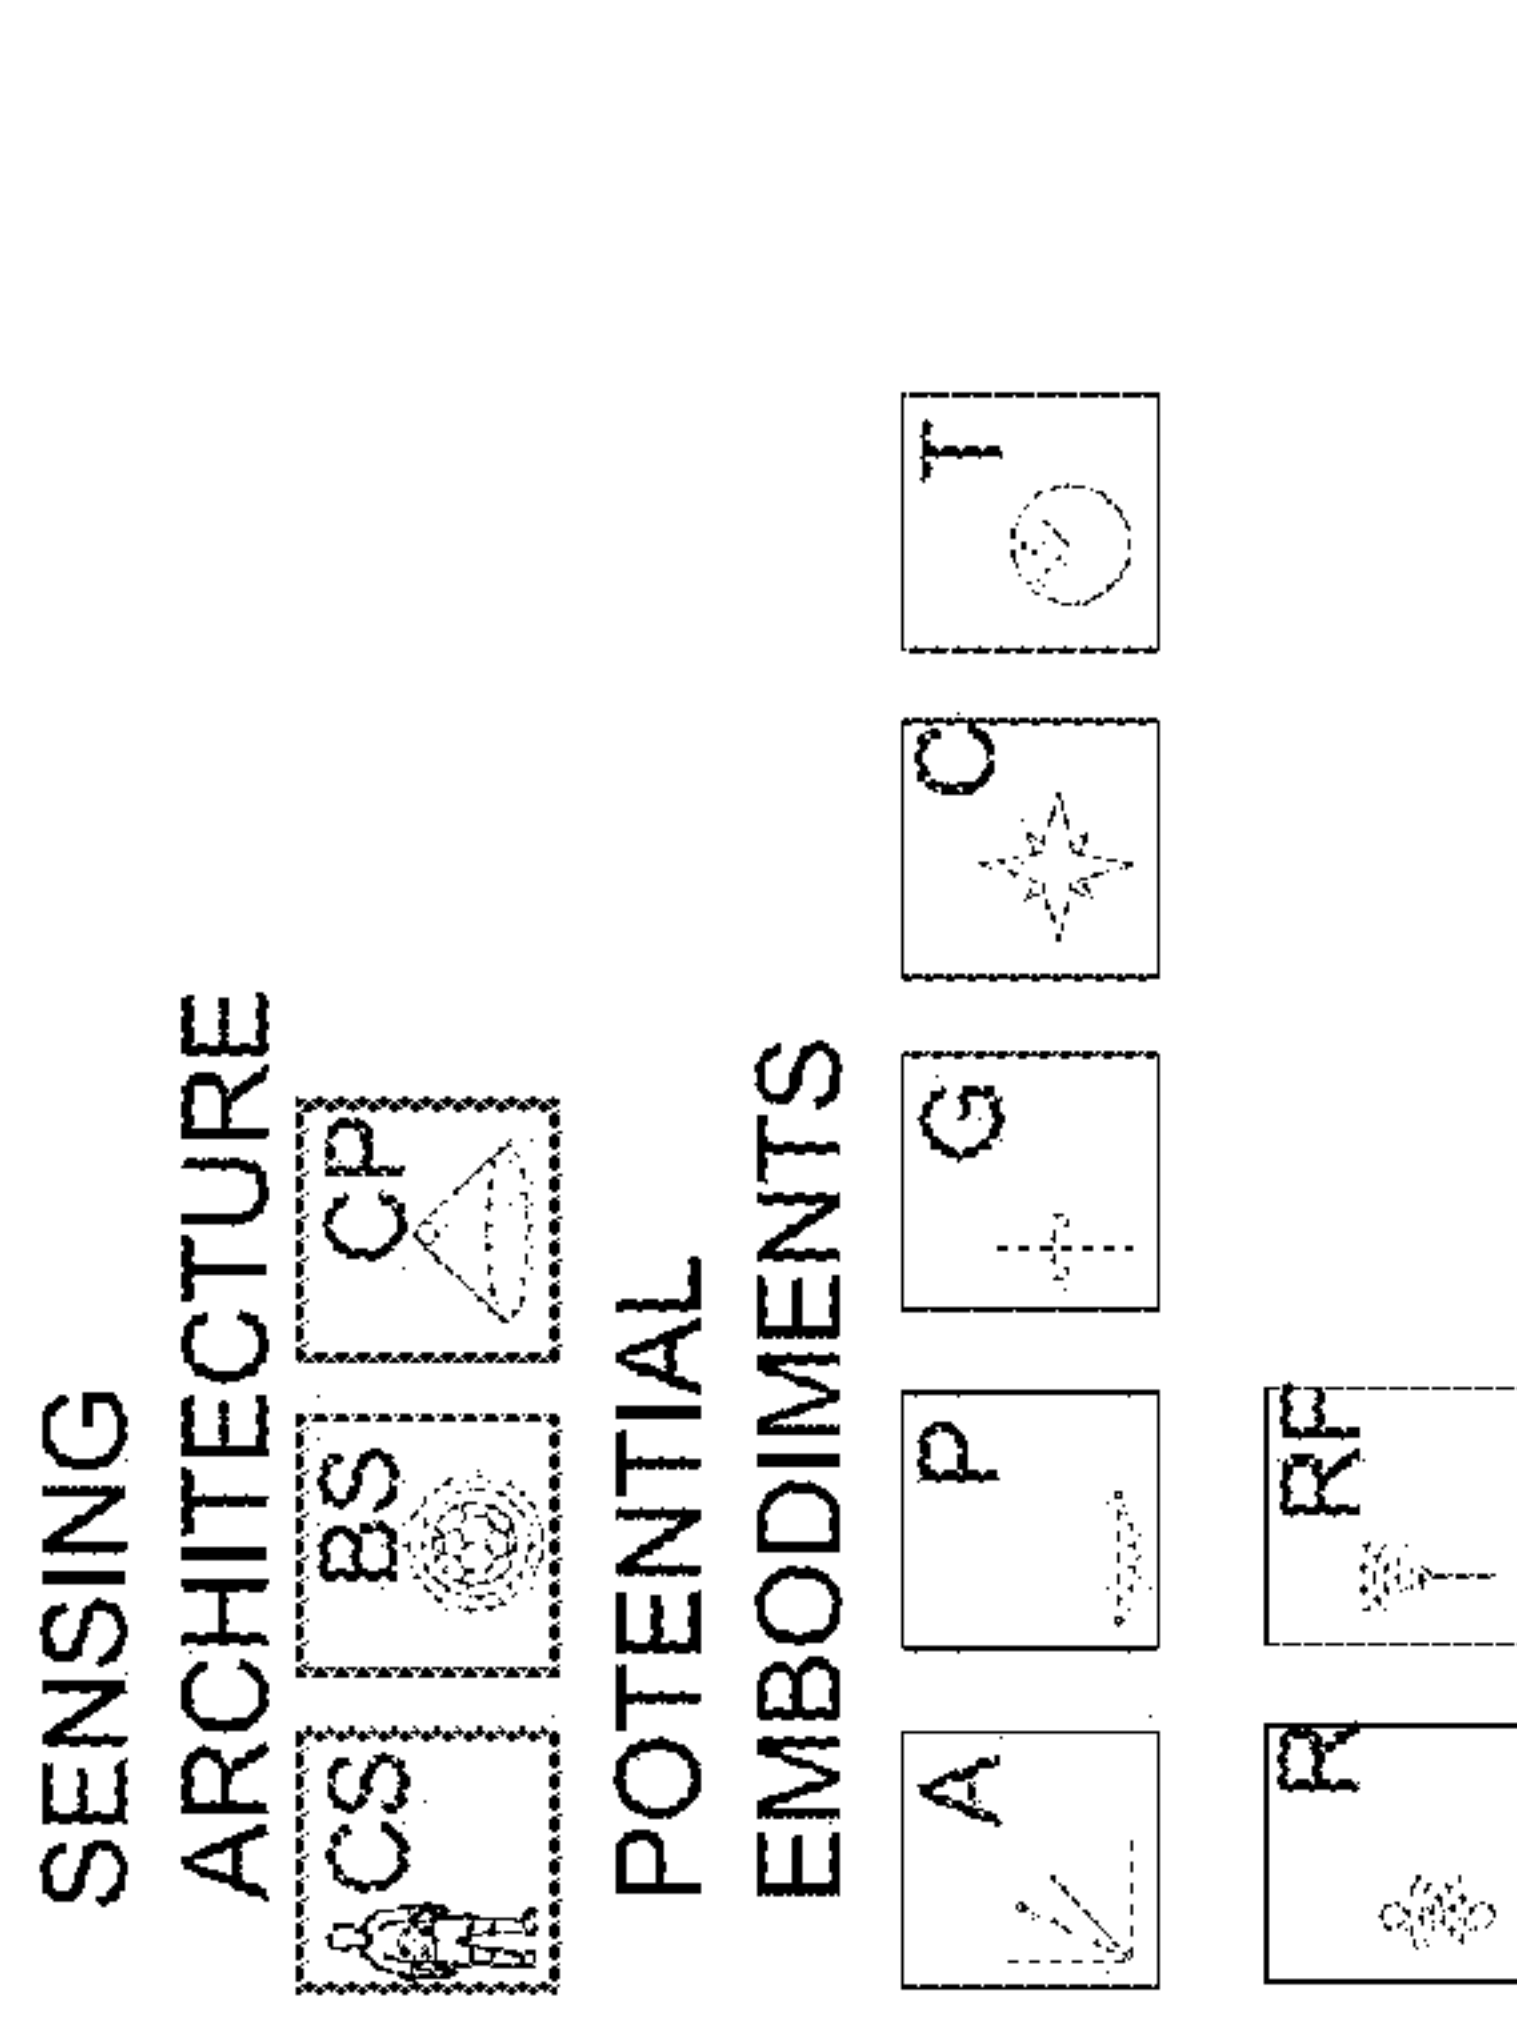 SENSING
ARCHITECTURE
CS BS CP
POTENTIAL
EMBODIMENTS
A P G C T
R RF